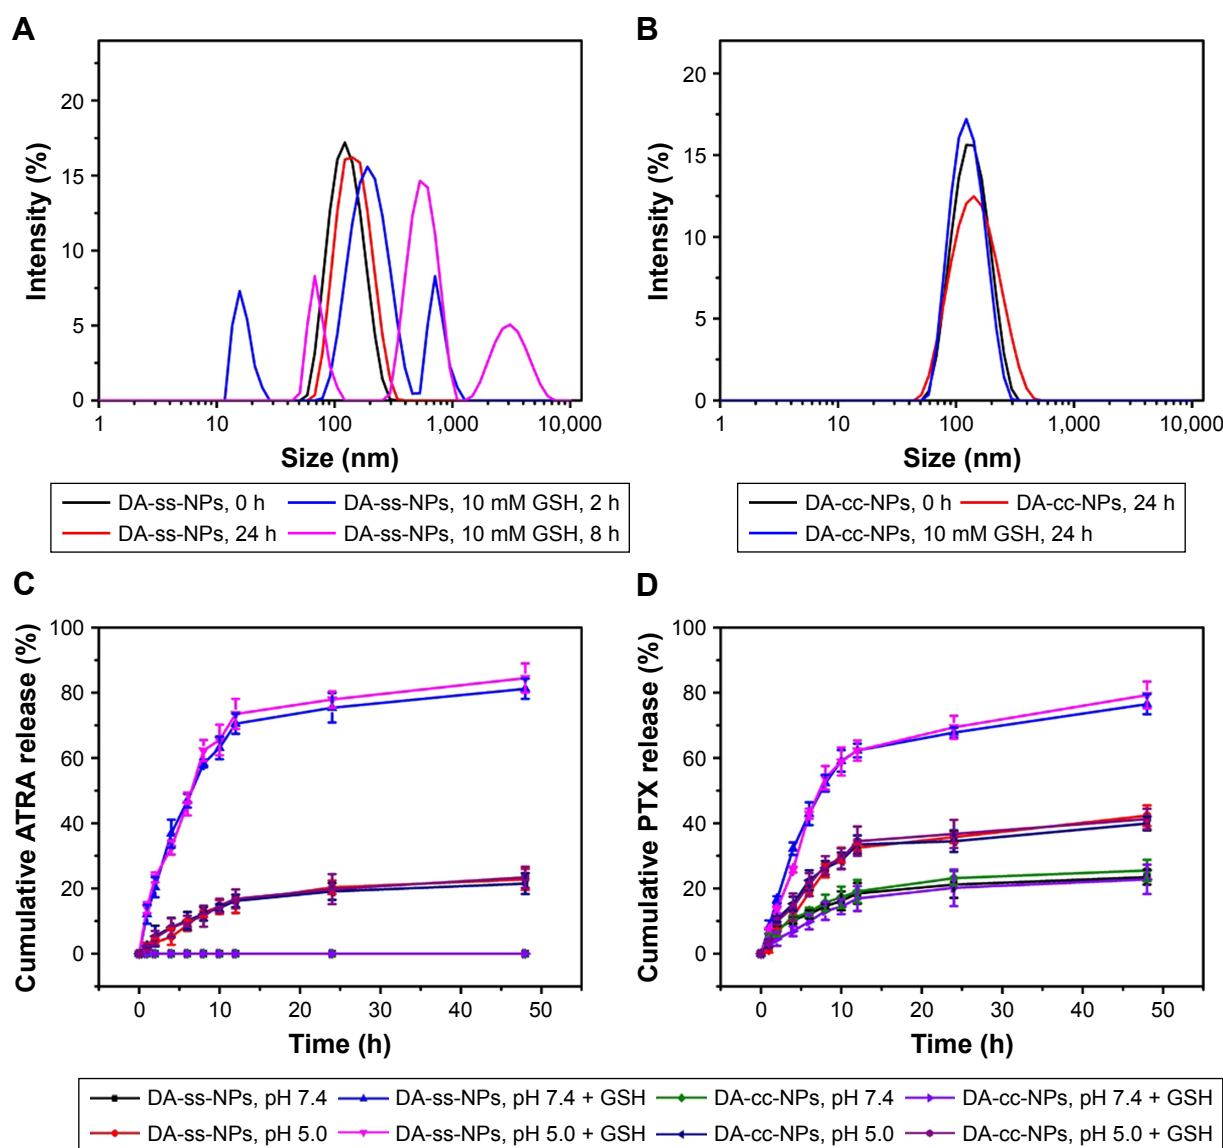 A
B
Intensity (%)
20
15
10
5
0
1
10
100
1,000
10,000
Size (nm)
Intensity (%)
20
15
10
5
0
1
10
100
1,000
10,000
Size (nm)
DA-ss-NPs, 0 h
DA-ss-NPs, 10 mM GSH, 2 h
DA-ss-NPs, 24 h
DA-ss-NPs, 10 mM GSH, 8 h
DA-cc-NPs, 0 h
DA-cc-NPs, 24 h
DA-cc-NPs, 10 mM GSH, 24 h
C
D
Cumulative ATRA release (%)
100
80
60
40
20
0
0
10
20
30
40
50
Time (h)
Cumulative PTX release (%)
100
80
60
40
20
0
0
10
20
30
40
50
Time (h)
DA-ss-NPs, pH 7.4
DA-ss-NPs, pH 7.4 + GSH
DA-cc-NPs, pH 7.4
DA-cc-NPs, pH 7.4 + GSH
DA-ss-NPs, pH 5.0
DA-ss-NPs, pH 5.0 + GSH
DA-cc-NPs, pH 5.0
DA-cc-NPs, pH 5.0 + GSH